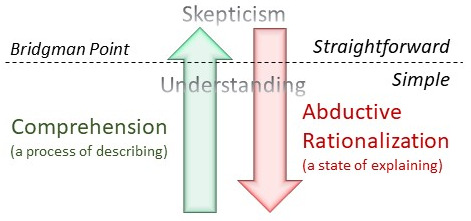 Skepticism
Bridgman Point
Straightforward
Simple
Understanding
Comprehension
(a process of describing)
Abductive
Rationalization
(a state of explaining)